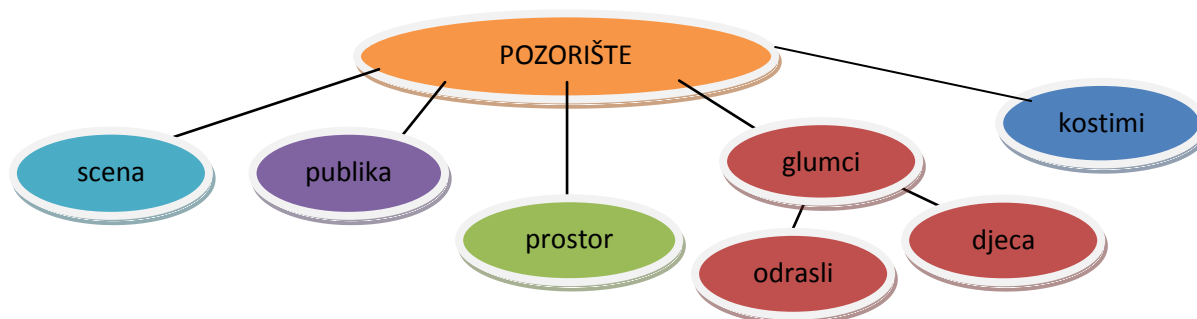 POZORIŠTE
kostimi
scena
publika
glumci
prostor
djeca
odrasli